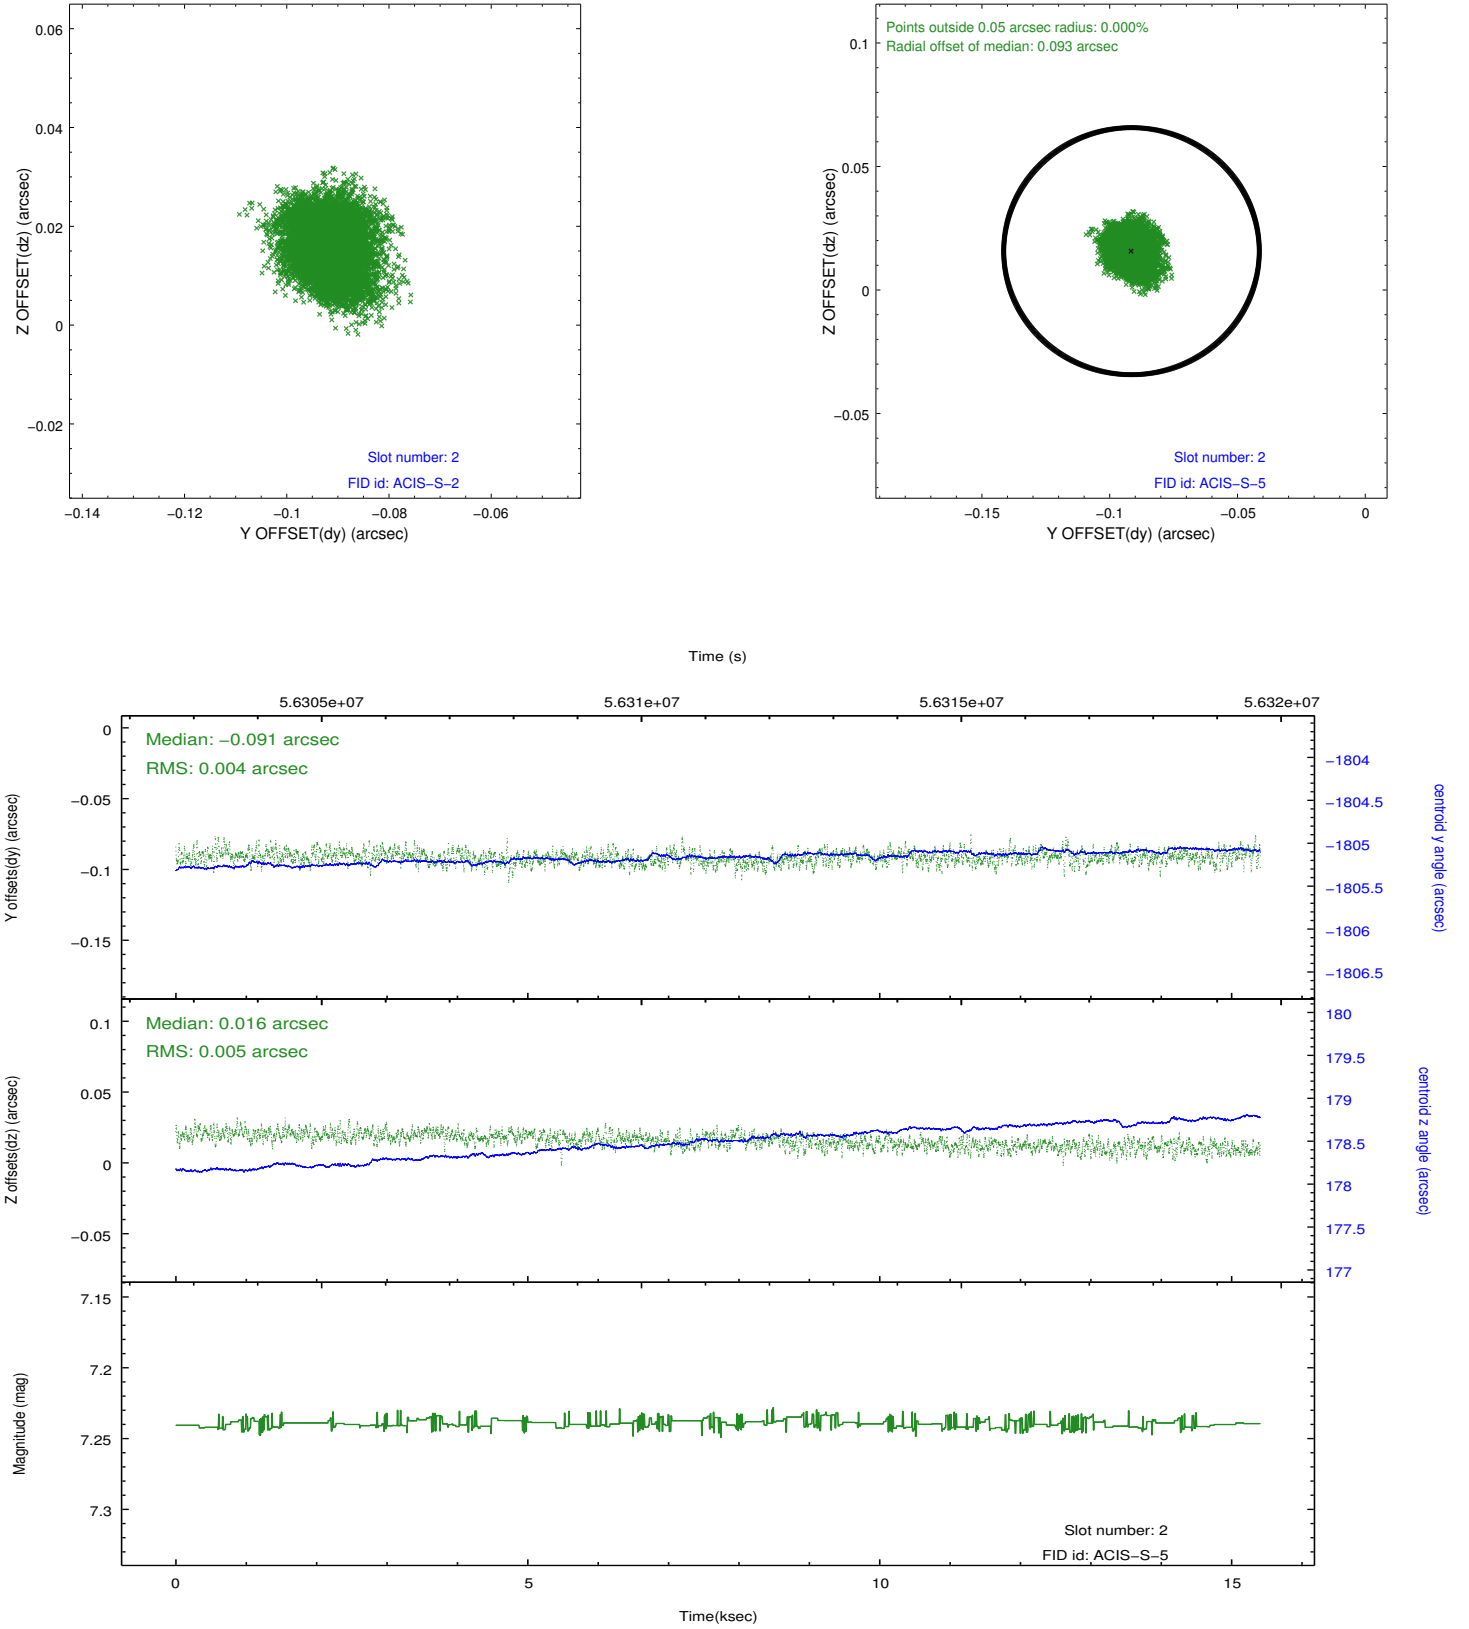 0.06
0.04
0.02
0
−0.02
Z OFFSET(dz) (arcsec)
Slot number: 2
FID id: ACIS−S−2
−0.14
−0.12
−0.1
−0.08
−0.06
Y OFFSET(dy) (arcsec)
Points outside 0.05 arcsec radius: 0.000%
Radial offset of median: 0.093 arcsec
0.1
0.05
0
−0.05
Z OFFSET(dz) (arcsec)
Slot number: 2
FID id: ACIS−S−5
−0.15
−0.1
−0.05
0
Y OFFSET(dy) (arcsec)
Time (s)
5.6305e+07
5.631e+07
5.6315e+07
5.632e+07
Median: −0.091 arcsec
RMS: 0.004 arcsec
0
−0.05
−0.1
−0.15
Y offsets(dy) (arcsec)
−1804
−1804.5
−1805
−1805.5
−1806
−1806.5
centroid y angle (arcsec)
Median: 0.016 arcsec
RMS: 0.005 arcsec
0.1
0.05
0
−0.05
Z offsets(dz) (arcsec)
180
179.5
179
178.5
178
177.5
177
centroid z angle (arcsec)
7.15
7.2
7.25
7.3
Magnitude (mag)
Slot number: 2
FID id: ACIS−S−5
0
5
10
15
Time(ksec)